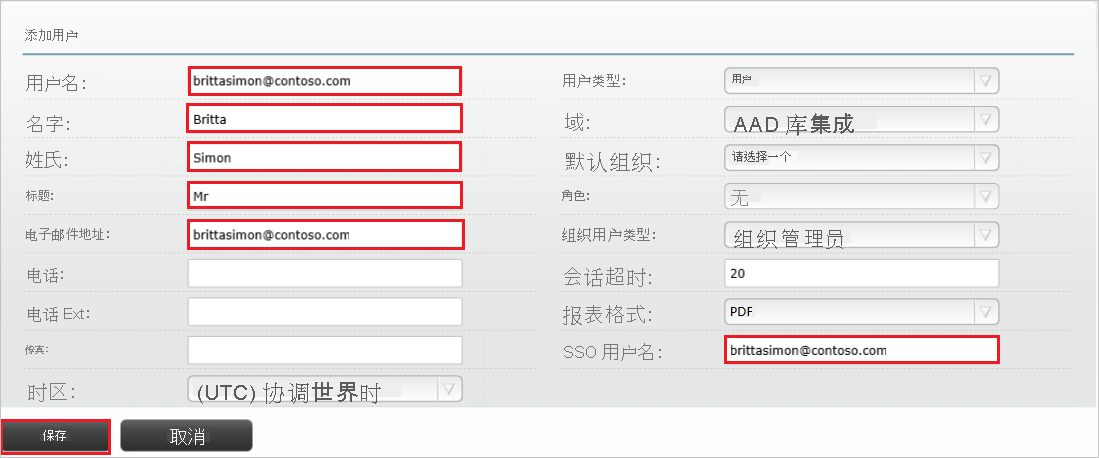 添加用户
用户名: brittasimon@contoso.com 用户类型: 用户
名字: Britta 域: AAD 库集成
姓氏: Simon 默认组织: 请选择一个
标题: Mr 角色: 无
电子邮件地址: brittasimon@contoso.com 组织用户类型: 组织管理员
电话: 会话超时: 20
电话 Ext: 报表格式: PDF
传真: SSO 用户名: brittasimon@contoso.com
时区: (UTC) 协调世界时
保存 取消